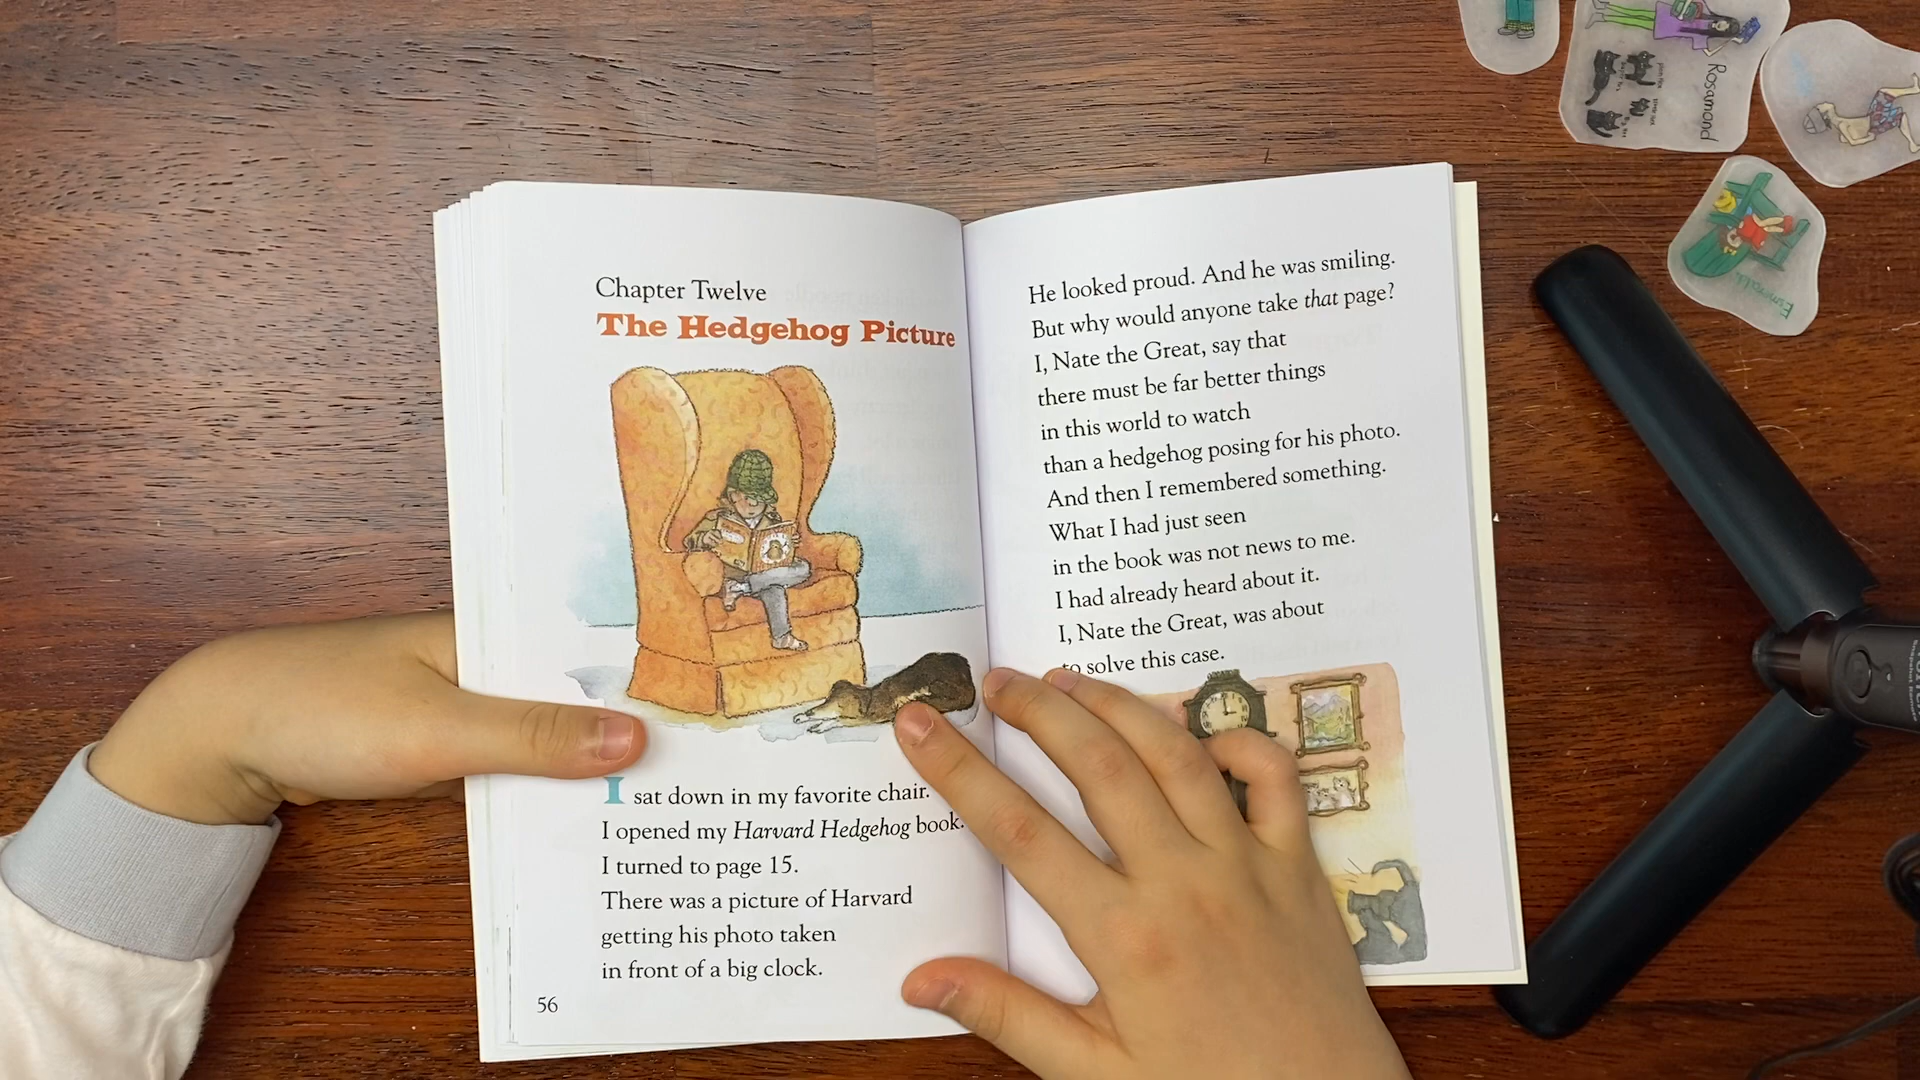 Chapter Twelve
The Hedgehog Picture
I sat down in my favorite chair.
I opened my Harvard Hedgehog book.
I turned to page 15.
There was a picture of Harvard
getting his photo taken
in front of a big clock.
56
He looked proud. And he was smiling.
But why would anyone take that page?
I, Nate the Great, say that
there must be far better things
in this world to watch
than a hedgehog posing for his photo.
And then I remembered something.
What I had just seen
in the book was not news to me.
I had already heard about it.
I, Nate the Great, was about
to solve this case.
Rosamond
Esmeralda